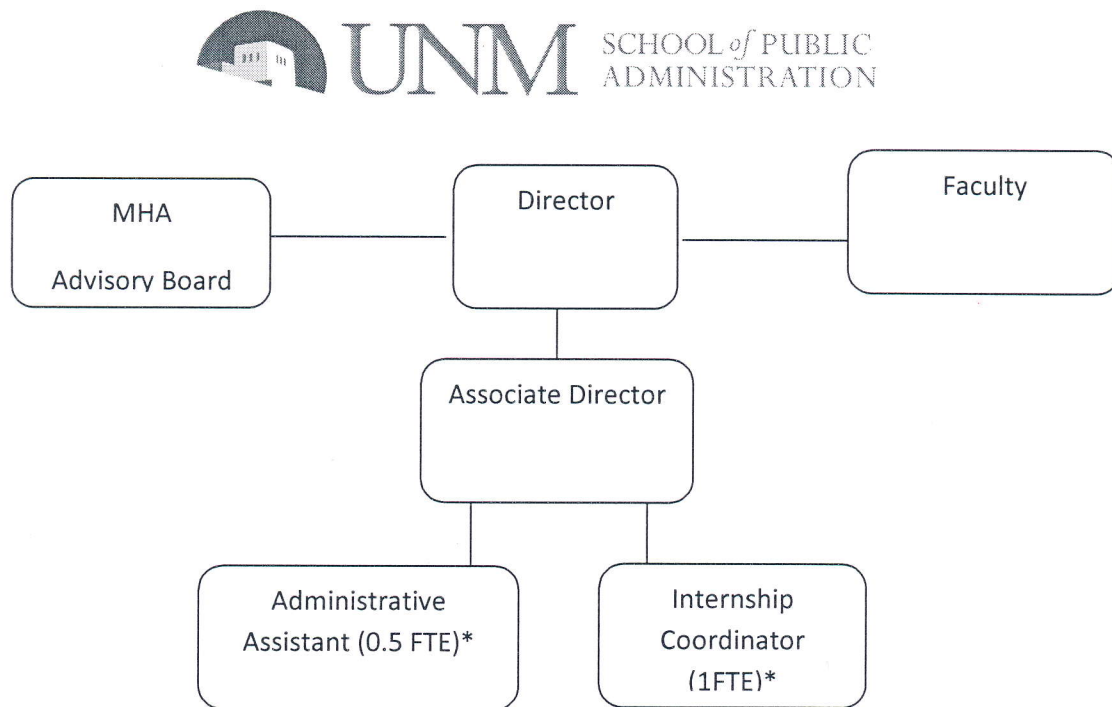 UNM SCHOOL of PUBLIC
ADMINISTRATION
MHA
Advisory Board
Director
Faculty
Associate Director
Administrative
Assistant (0.5 FTE)*
Internship
Coordinator
(1FTE)*